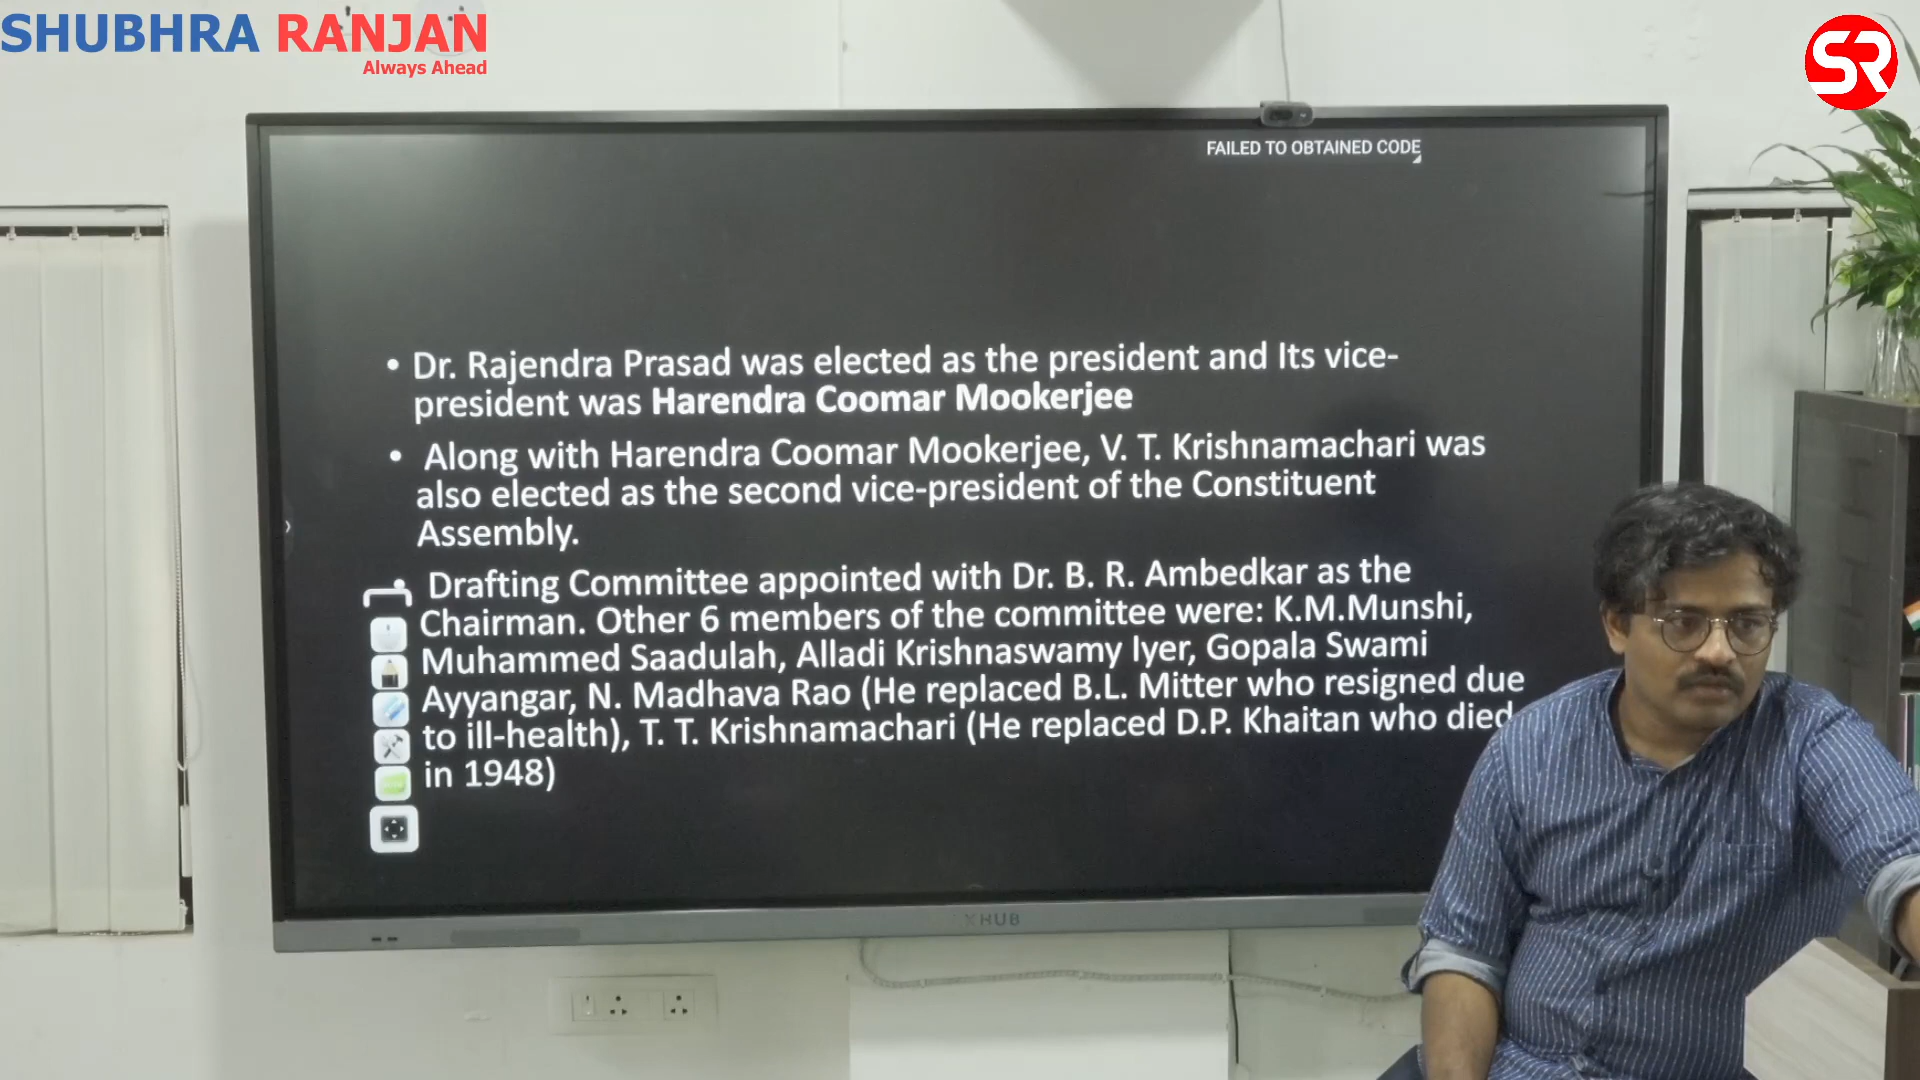 SHUBHRA RANJAN
Always Ahead
SR
FAILED TO OBTAINED CODE
• Dr. Rajendra Prasad was elected as the president and Its vice-
president was Harendra Coomar Mookerjee
• Along with Harendra Coomar Mookerjee, V. T. Krishnamachari was
also elected as the second vice-president of the Constituent
Assembly.
Drafting Committee appointed with Dr. B. R. Ambedkar as the
Chairman. Other 6 members of the committee were: K.M.Munshi,
Muhammed Saadulah, Alladi Krishnaswamy Iyer, Gopala Swami
Ayyangar, N. Madhava Rao (He replaced B.L. Mitter who resigned due
to ill-health), T. T. Krishnamachari (He replaced D.P. Khaitan who died
in 1948)
XHUB